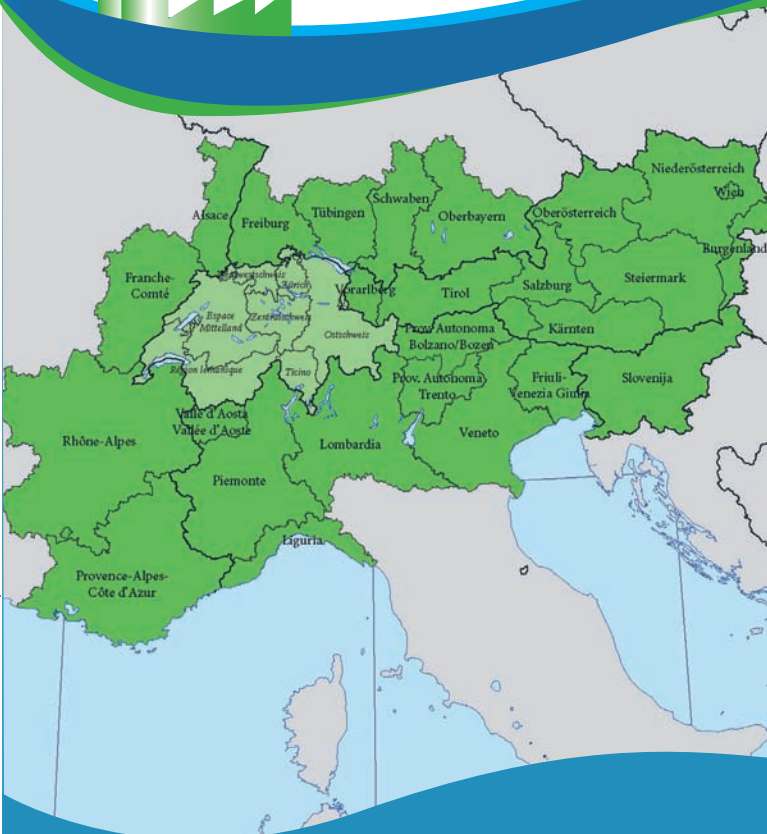 Niederösterreich
Wien
Alsace
Freiburg
Tübingen
Schwaben
Oberbayern
Oberösterreich
Burgenland
Franche-
Comté
Nordwestschweiz
Zürich
Vorarlberg
Tirol
Salzburg
Steiermark
Espace
Mittelland
Zentralschweiz
Ostschweiz
Prov. Autonoma
Bolzano/Bozen
Kärnten
Région lémanique
Ticino
Prov. Autonoma
Trento
Friuli-
Venezia Giulia
Slovenija
Valle d'Aosta
Vallée d'Aoste
Rhône-Alpes
Lombardia
Veneto
Piemonte
Liguria
Provence-Alpes-
Côte d'Azur